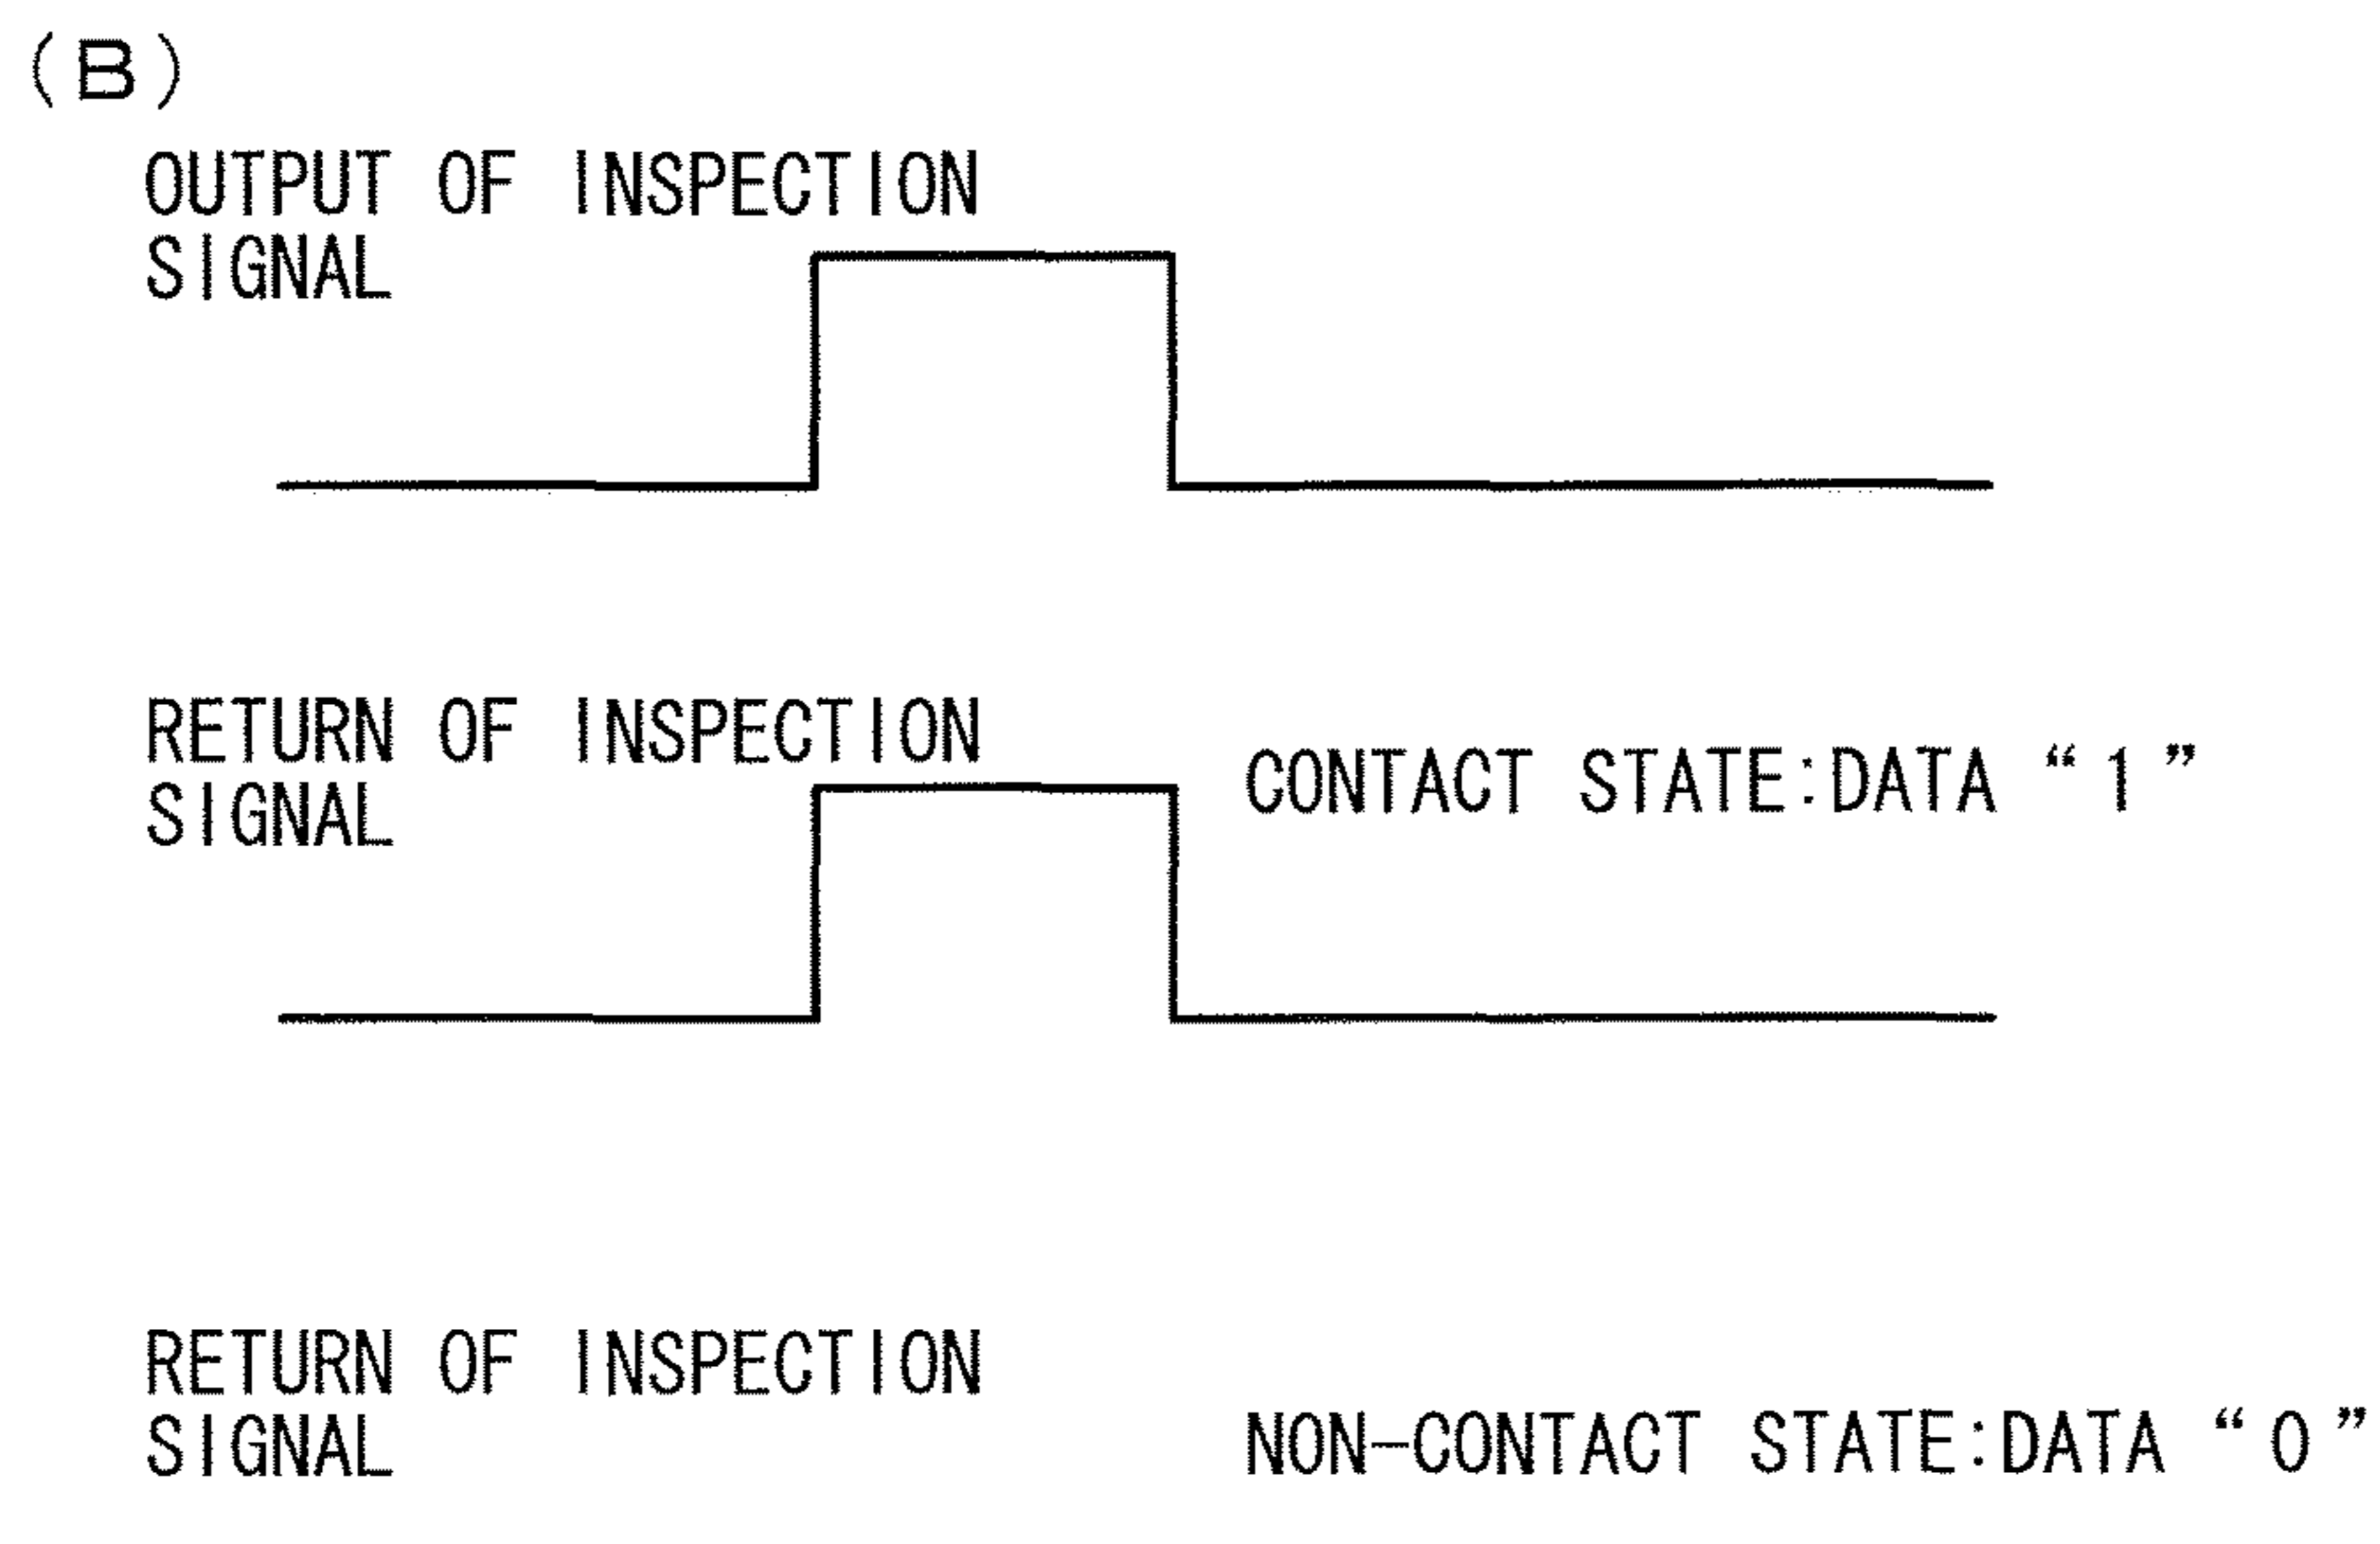 (B)
OUTPUT OF INSPECTION
SIGNAL
RETURN OF INSPECTION
SIGNAL
CONTACT STATE:DATA “1”
RETURN OF INSPECTION
SIGNAL
NON-CONTACT STATE:DATA “0”